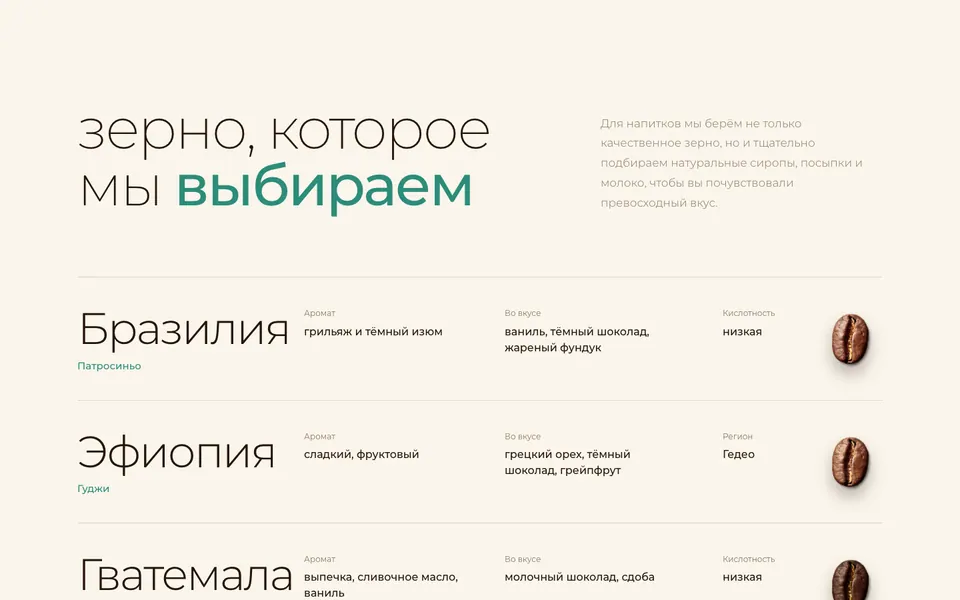 зерно, которое
мы выбираем
Для напитков мы берём не только
качественное зерно, но и тщательно
подбираем натуральные сиропы, посыпки и
молоко, чтобы вы почувствовали
превосходный вкус.
Бразилия
Патросиньо
Аромат
грильяж и тёмный изюм
Во вкусе
ваниль, тёмный шоколад,
жареный фундук
Кислотность
низкая
Эфиопия
Гуджи
Аромат
сладкий, фруктовый
Во вкусе
грецкий орех, тёмный
шоколад, грейпфрут
Регион
Гедео
Гватемала
Аромат
выпечка, сливочное масло,
ваниль
Во вкусе
молочный шоколад, сдоба
Кислотность
низкая